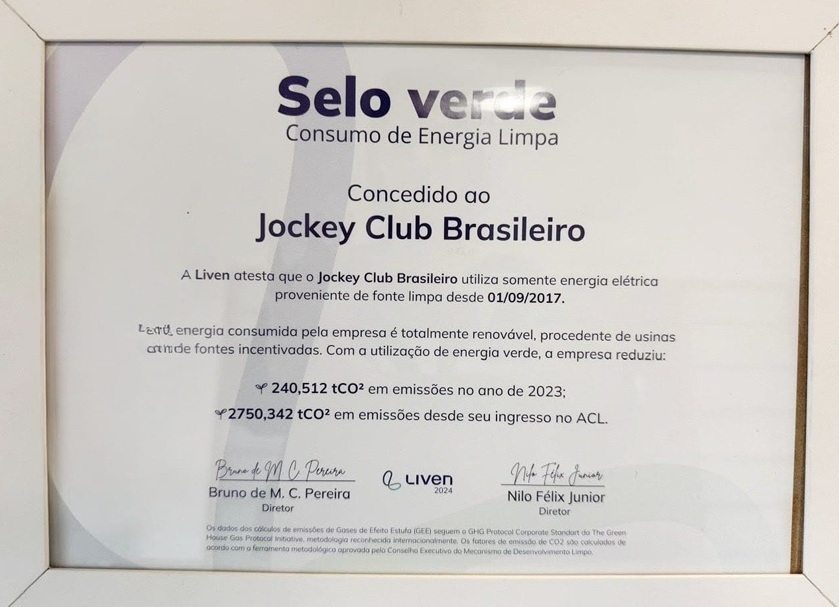 Selo verde
Consumo de Energia Limpa
Concedido ao
Jockey Club Brasileiro
A Liven atesta que o Jockey Club Brasileiro utiliza somente energia elétrica
proveniente de fonte limpa desde 01/09/2017.
energia consumida pela empresa é totalmente renovável, procedente de usinas
de fontes incentivadas. Com a utilização de energia verde, a empresa reduziu:
240,512 tCO² em emissões no ano de 2023;
2750,342 tCO² em emissões desde seu ingresso no ACL.
Bruno de M. C. Pereira
Nilo Félix Junior
LIVEN
2024
Bruno de M. C. Pereira
Diretor
Nilo Félix Junior
Diretor
Os dados dos cálculos de emissões de Gases de Efeito Estufa (GEE) seguem o GHG Protocol Corporate Standart do The Green
House Gas Protocol Initiative, metodologia reconhecida internacionalmente. Os fatores de emissão de CO2 são calculados de
acordo com a ferramenta metodológica aprovada pelo Conselho Executivo do Mecanismo de Desenvolvimento Limpo.